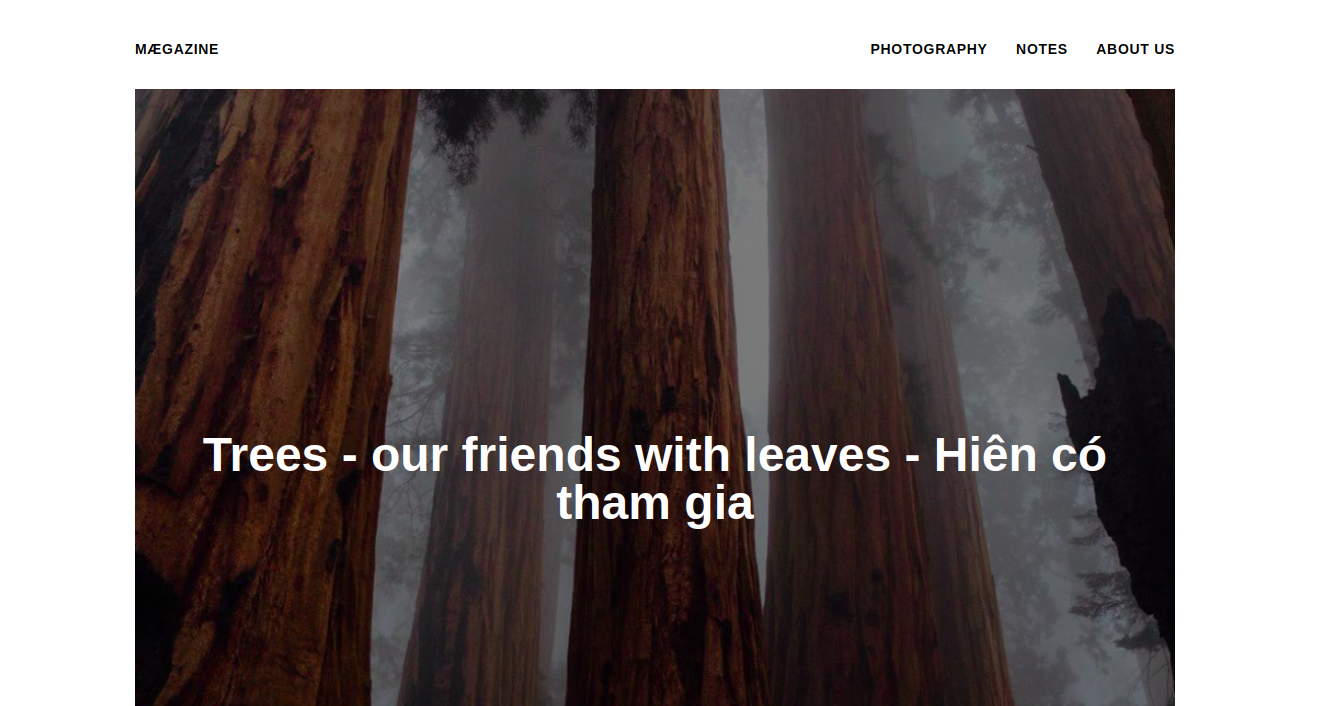 MÆGAZINE
PHOTOGRAPHY NOTES ABOUT US
Trees - our friends with leaves - Hiên có
tham gia